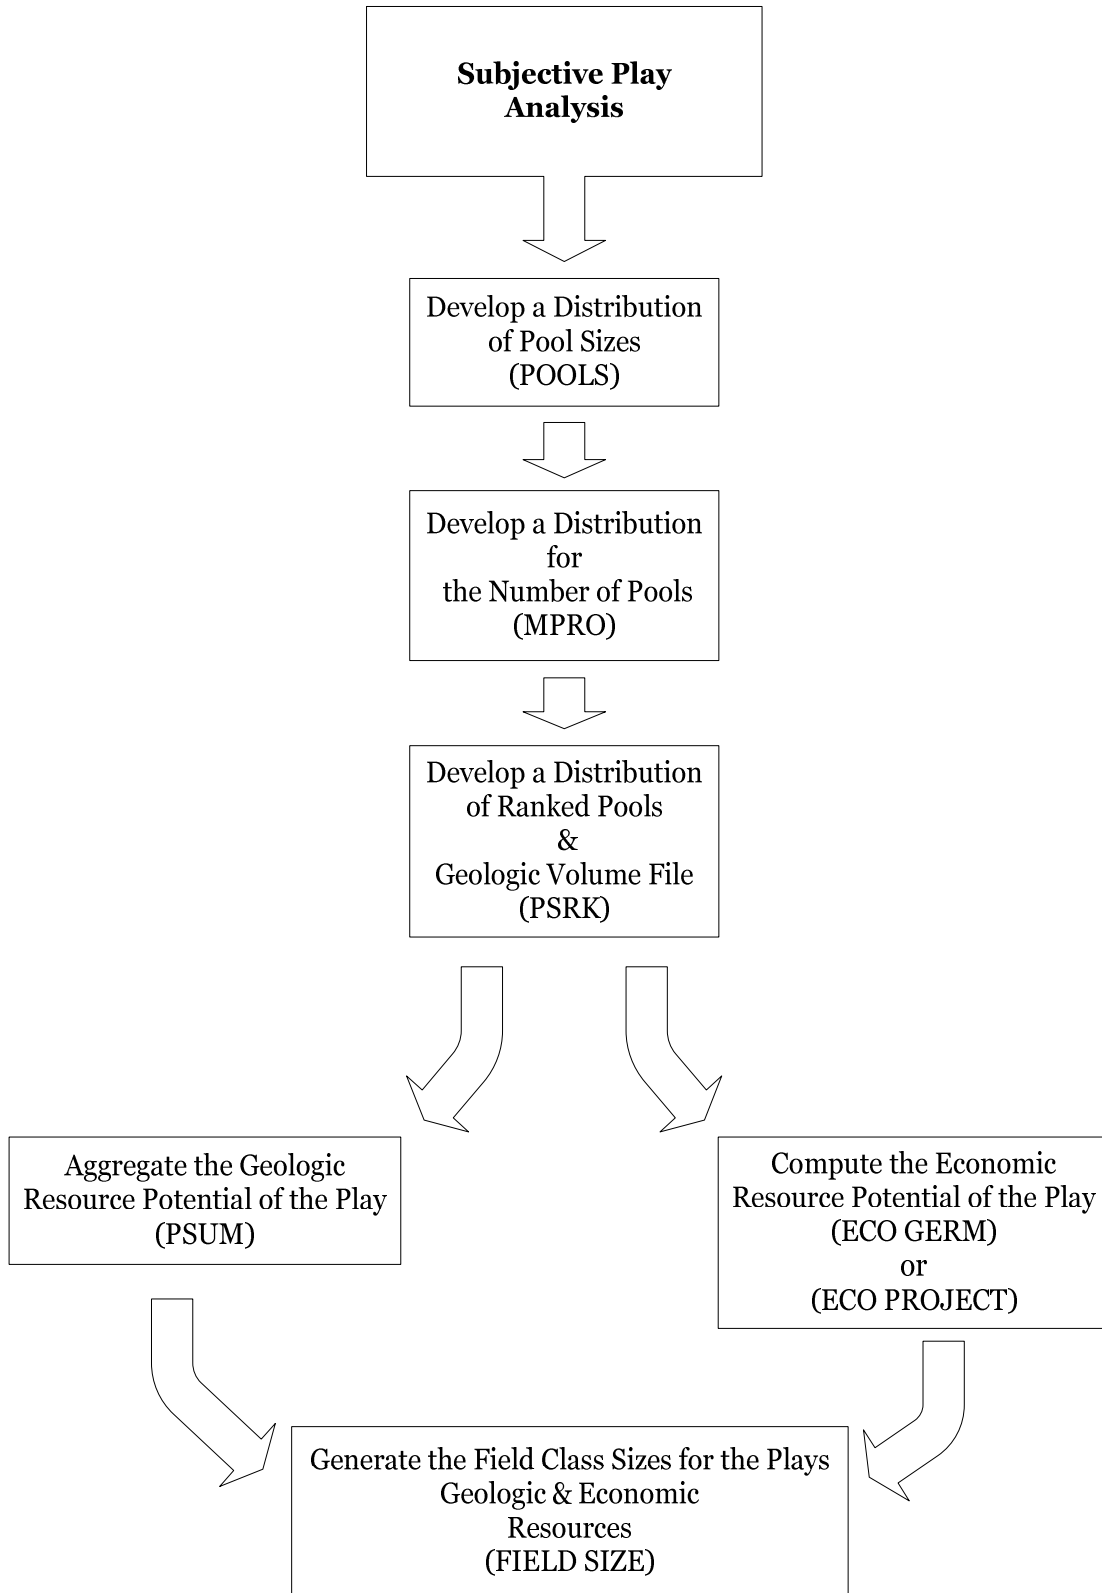 Subjective Play
Analysis
Develop a Distribution
of Pool Sizes
(POOLS)
Develop a Distribution
for
the Number of Pools
(MPRO)
Develop a Distribution
of Ranked Pools
&
Geologic Volume File
(PSRK)
Aggregate the Geologic
Resource Potential of the Play
(PSUM)
Compute the Economic
Resource Potential of the Play
(ECO GERM)
or
(ECO PROJECT)
Generate the Field Class Sizes for the Plays
Geologic & Economic
Resources
(FIELD SIZE)